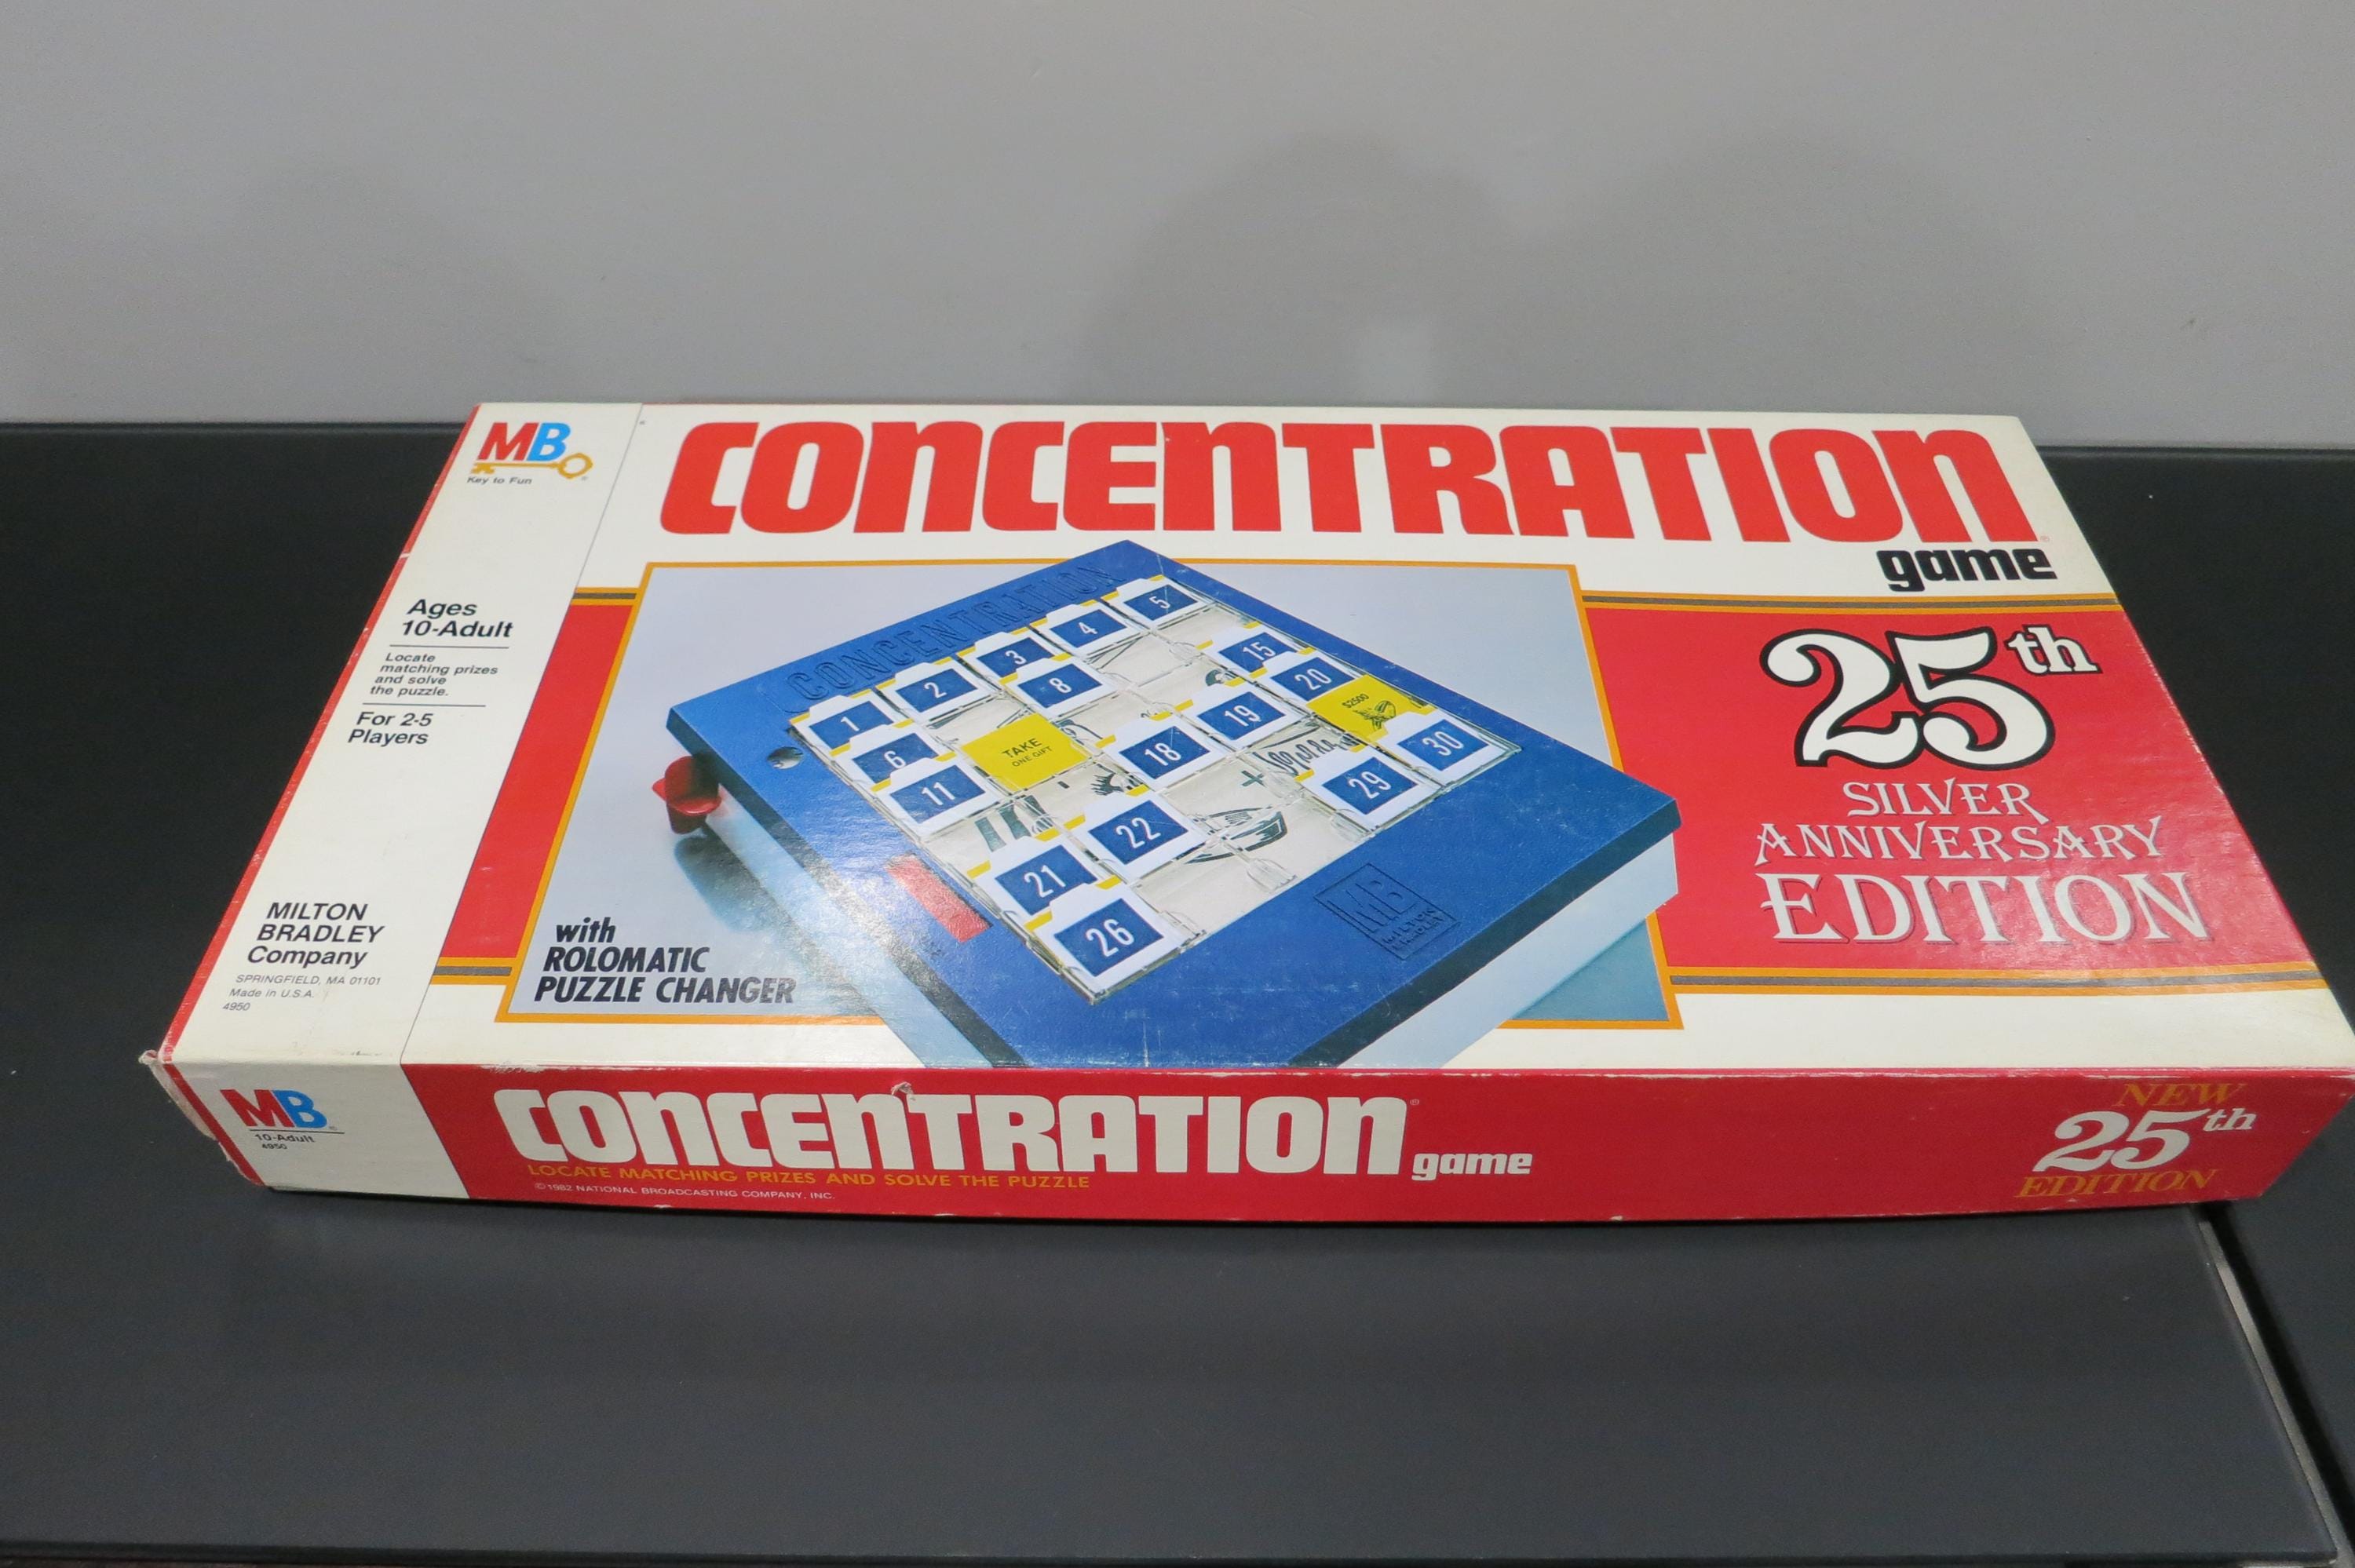 MB
Key to Fun
Ages
10-Adult
Locate
matching prizes
and solve
the puzzle.
For 2-5
Players
MILTON
BRADLEY
Company
SPRINGFIELD, MA 01101
Made in U.S.A.
4950
CONCENTRATION
game
25th
SILVER
ANNIVERSARY
EDITION
CONCENTRATION
1 2 3 4 5
6 8 15
11 TAKE ONE GIFT 18 19 20 $2500
21 22 29 30
26
MB
with
ROLOMATIC
PUZZLE CHANGER
MB
10-Adult
4950
CONCENTRATION® game
LOCATE MATCHING PRIZES AND SOLVE THE PUZZLE
©1982 NATIONAL BROADCASTING COMPANY, INC.
NEW
25th
EDITION